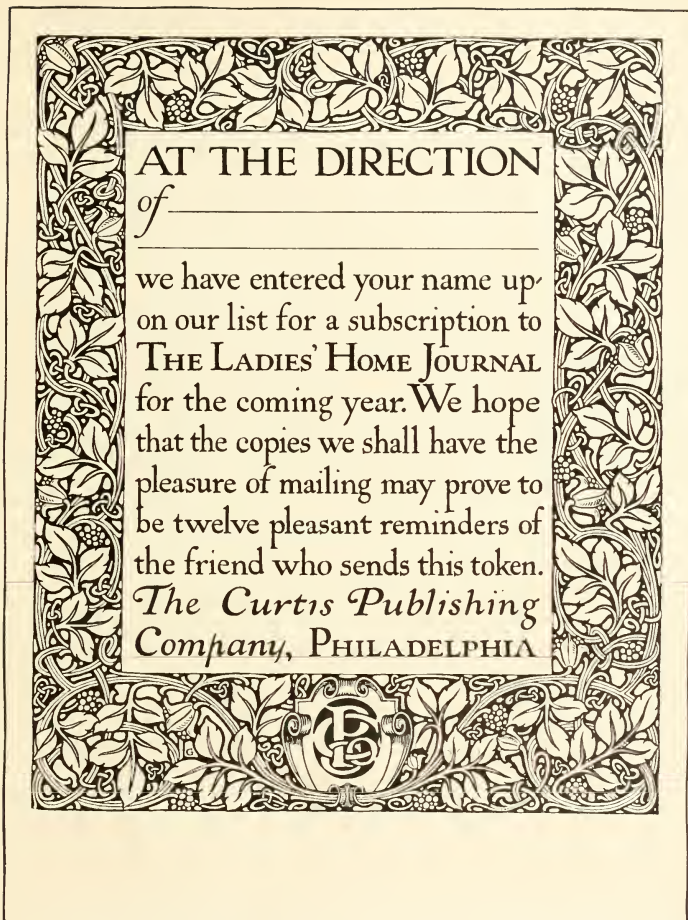 AT THE DIRECTION
of
we have entered your name up-
on our list for a subscription to
THE LADIES' HOME JOURNAL
for the coming year. We hope
that the copies we shall have the
pleasure of mailing may prove to
be twelve pleasant reminders of
the friend who sends this token.
The Curtis Publishing
Company, PHILADELPHIA